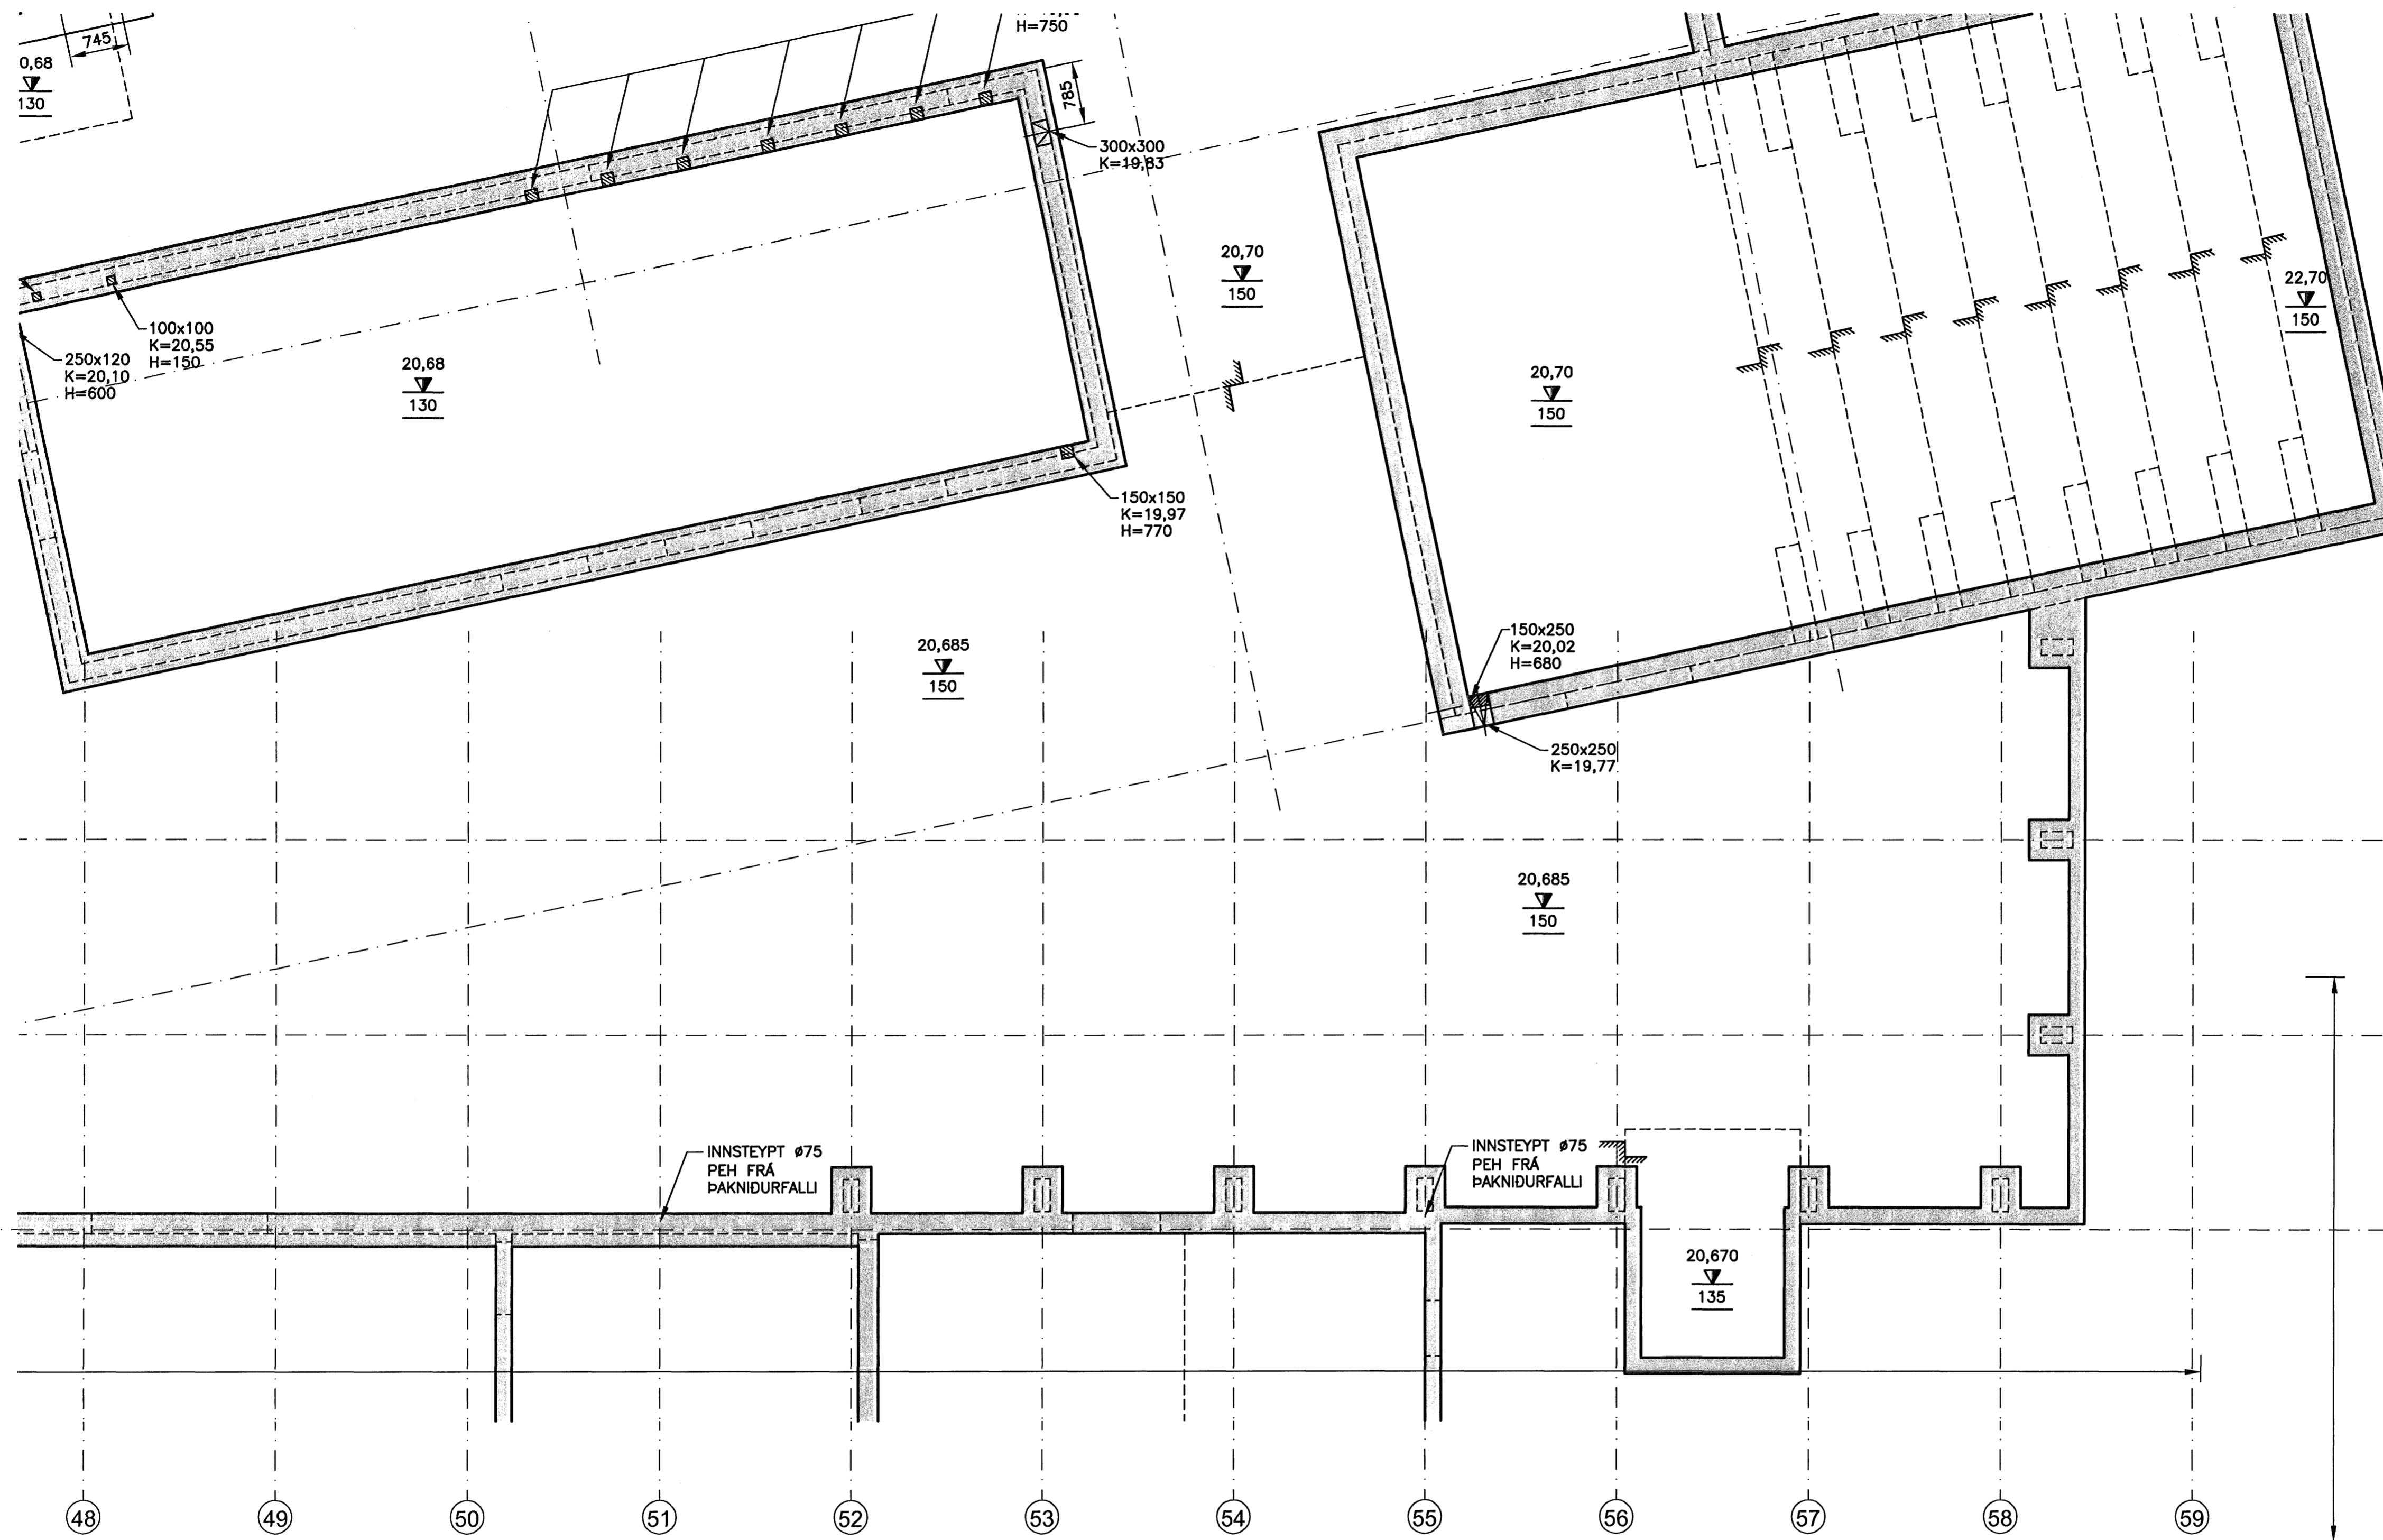 H=750
745
0,68
130
785
300x300
K=19,83
20,70
150
22,70
150
100x100
K=20,55
H=150
250x120
K=20,10
H=600
20,68
130
20,70
150
150x150
K=19,97
H=770
20,685
150
150x250
K=20,02
H=680
250x250
K=19,77
20,685
150
INNSTEYPT ø75
PEH FRÁ
ÞAKNIÐURFALLI
INNSTEYPT ø75
PEH FRÁ
ÞAKNIÐURFALLI
20,670
135
48
49
50
51
52
53
54
55
56
57
58
59